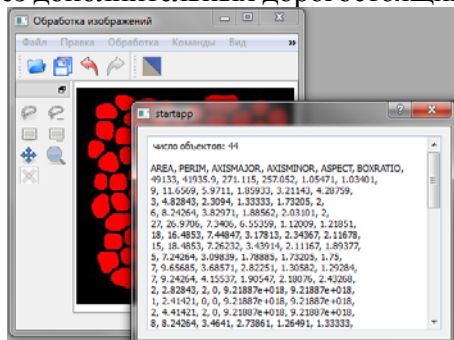 ез дополнительных дорогостоящи
Обработка изображений
Файл Правка Обработка Команды Вид »
startapp
число объектов: 44
AREA, PERIM, AXISMAJOR, AXISMINOR, ASPECT, BOXRATIO,
49133, 41935.9, 271.115, 257.052, 1.05471, 1.03401,
9, 11.6569, 5.9711, 1.85933, 3.21143, 4.28759,
3, 4.82843, 2.3094, 1.33333, 1.73205, 2,
6, 8.24264, 3.82971, 1.88562, 2.03101, 2,
27, 26.9706, 7.3406, 6.55359, 1.12009, 1.21851,
18, 16.4853, 7.44847, 3.17813, 2.34367, 2.11678,
15, 18.4853, 7.26232, 3.43914, 2.11167, 1.89377,
5, 7.24264, 3.09839, 1.78885, 1.73205, 1.75,
7, 9.65685, 3.68571, 2.82251, 1.30582, 1.29284,
7, 9.24264, 4.15537, 1.90547, 2.18076, 2.43268,
2, 2.82843, 2, 0, 9.21887e+018, 9.21887e+018,
1, 2.41421, 0, 0, 9.21887e+018, 9.21887e+018,
2, 4.41421, 2, 0, 9.21887e+018, 9.21887e+018,
8, 8.24264, 3.4641, 2.73861, 1.26491, 1.33333,